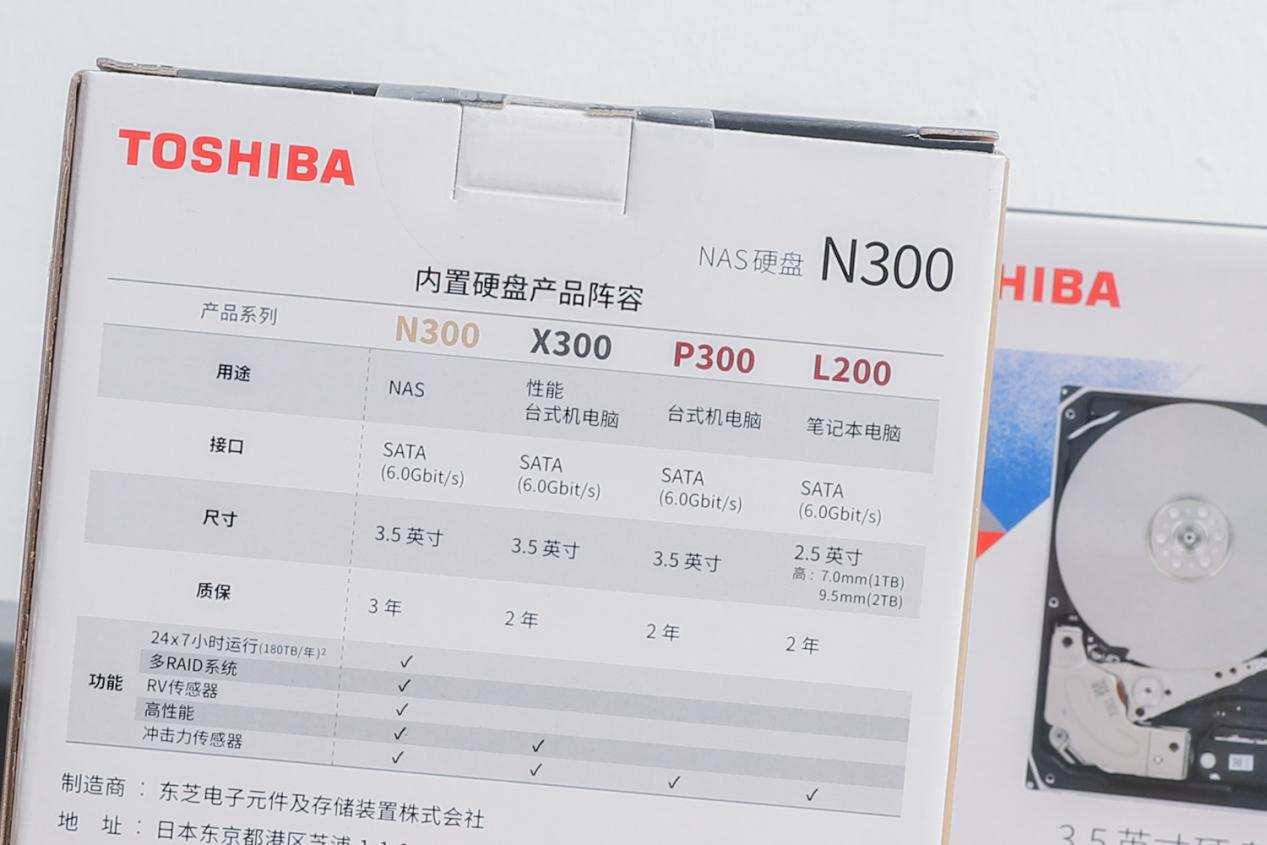 TOSHIBA
NAS硬盘 N300
内置硬盘产品阵容
产品系列 N300 X300 P300 L200
用途 NAS 性能 台式机电脑 台式机电脑 笔记本电脑
接口 SATA (6.0Gbit/s) SATA (6.0Gbit/s) SATA (6.0Gbit/s) SATA (6.0Gbit/s)
尺寸 3.5 英寸 3.5 英寸 3.5 英寸 2.5 英寸
高：7.0mm(1TB)
9.5mm(2TB)
质保 3 年 2 年 2 年 2 年
功能
24x7小时运行(180TB/年)² ✓
多RAID系统 ✓
RV传感器 ✓
高性能 ✓ ✓
冲击力传感器 ✓ ✓ ✓ ✓
制造商 ： 东芝电子元件及存储装置株式会社
地 址 ： 日本东京都港区芝浦
HIBA
3.5英寸硬